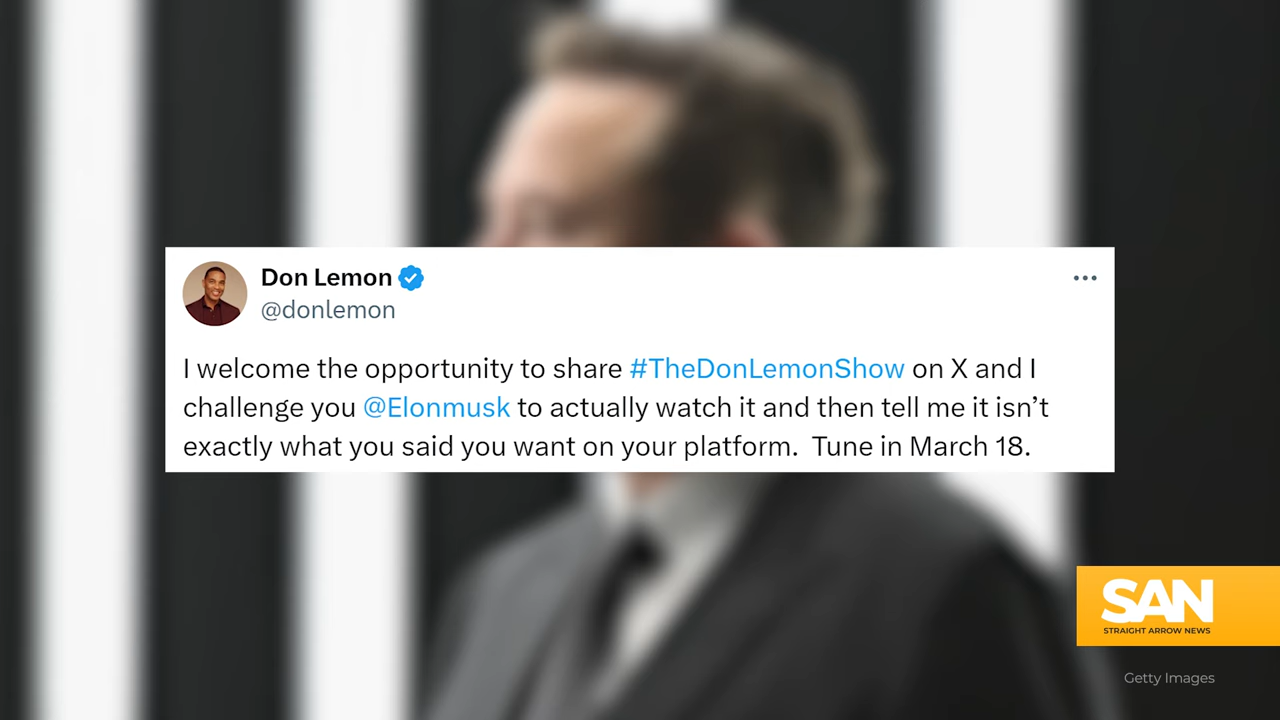 Don Lemon
@donlemon
I welcome the opportunity to share #TheDonLemonShow on X and I
challenge you @Elonmusk to actually watch it and then tell me it isn’t
exactly what you said you want on your platform.  Tune in March 18.
SAN
STRAIGHT ARROW NEWS
Getty Images